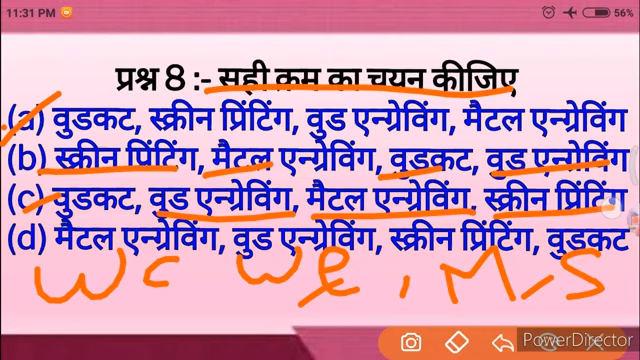 11:31 PM 56%
प्रश्न 8 :- सही क्रम का चयन कीजिए
(a) वुडकट, स्क्रीन प्रिंटिंग, वुड एन्ग्रेविंग, मैटल एन्ग्रेविंग
(b) स्क्रीन प्रिंटिंग, मैटल एन्ग्रेविंग, वुडकट, वुड एन्ग्रेविंग
(c) वुडकट, वुड एन्ग्रेविंग, मैटल एन्ग्रेविंग. स्क्रीन प्रिंटिंग
(d) मैटल एन्ग्रेविंग, वुड एन्ग्रेविंग, स्क्रीन प्रिंटिंग, वुडकट
WC WE, M, S
PowerDirector